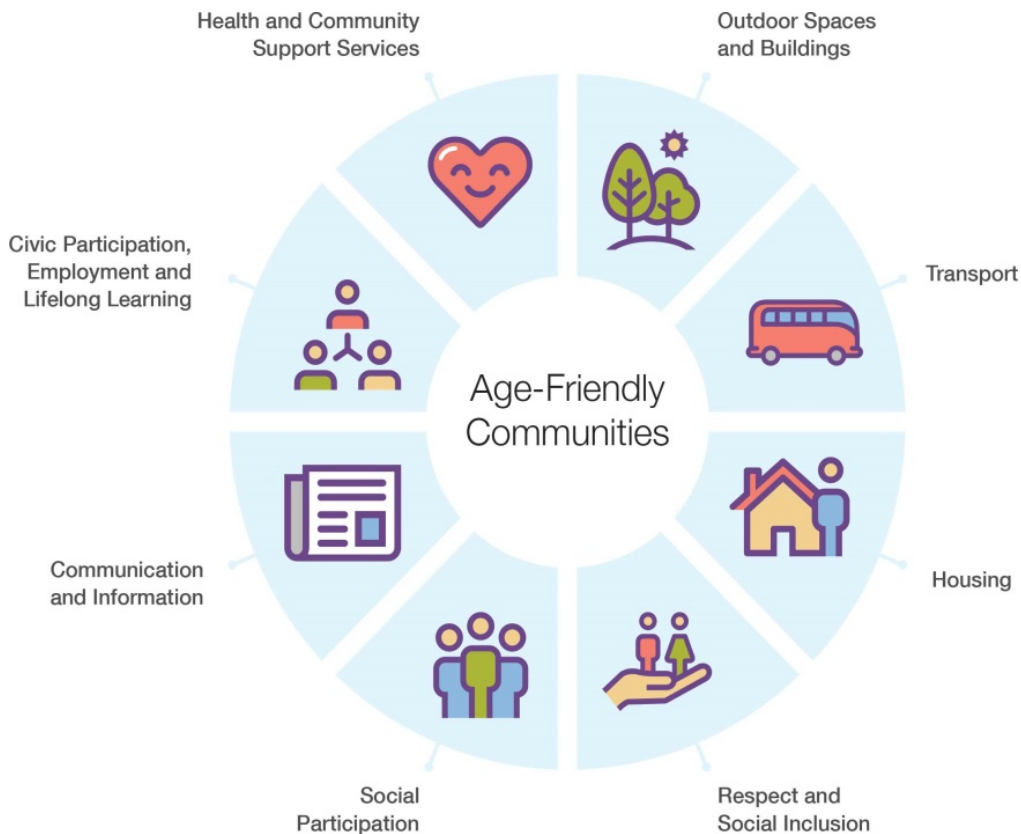 Health and Community
Support Services
Outdoor Spaces
and Buildings
Civic Participation,
Employment and
Lifelong Learning
Transport
Age-Friendly
Communities
Communication
and Information
Housing
Social
Participation
Respect and
Social Inclusion